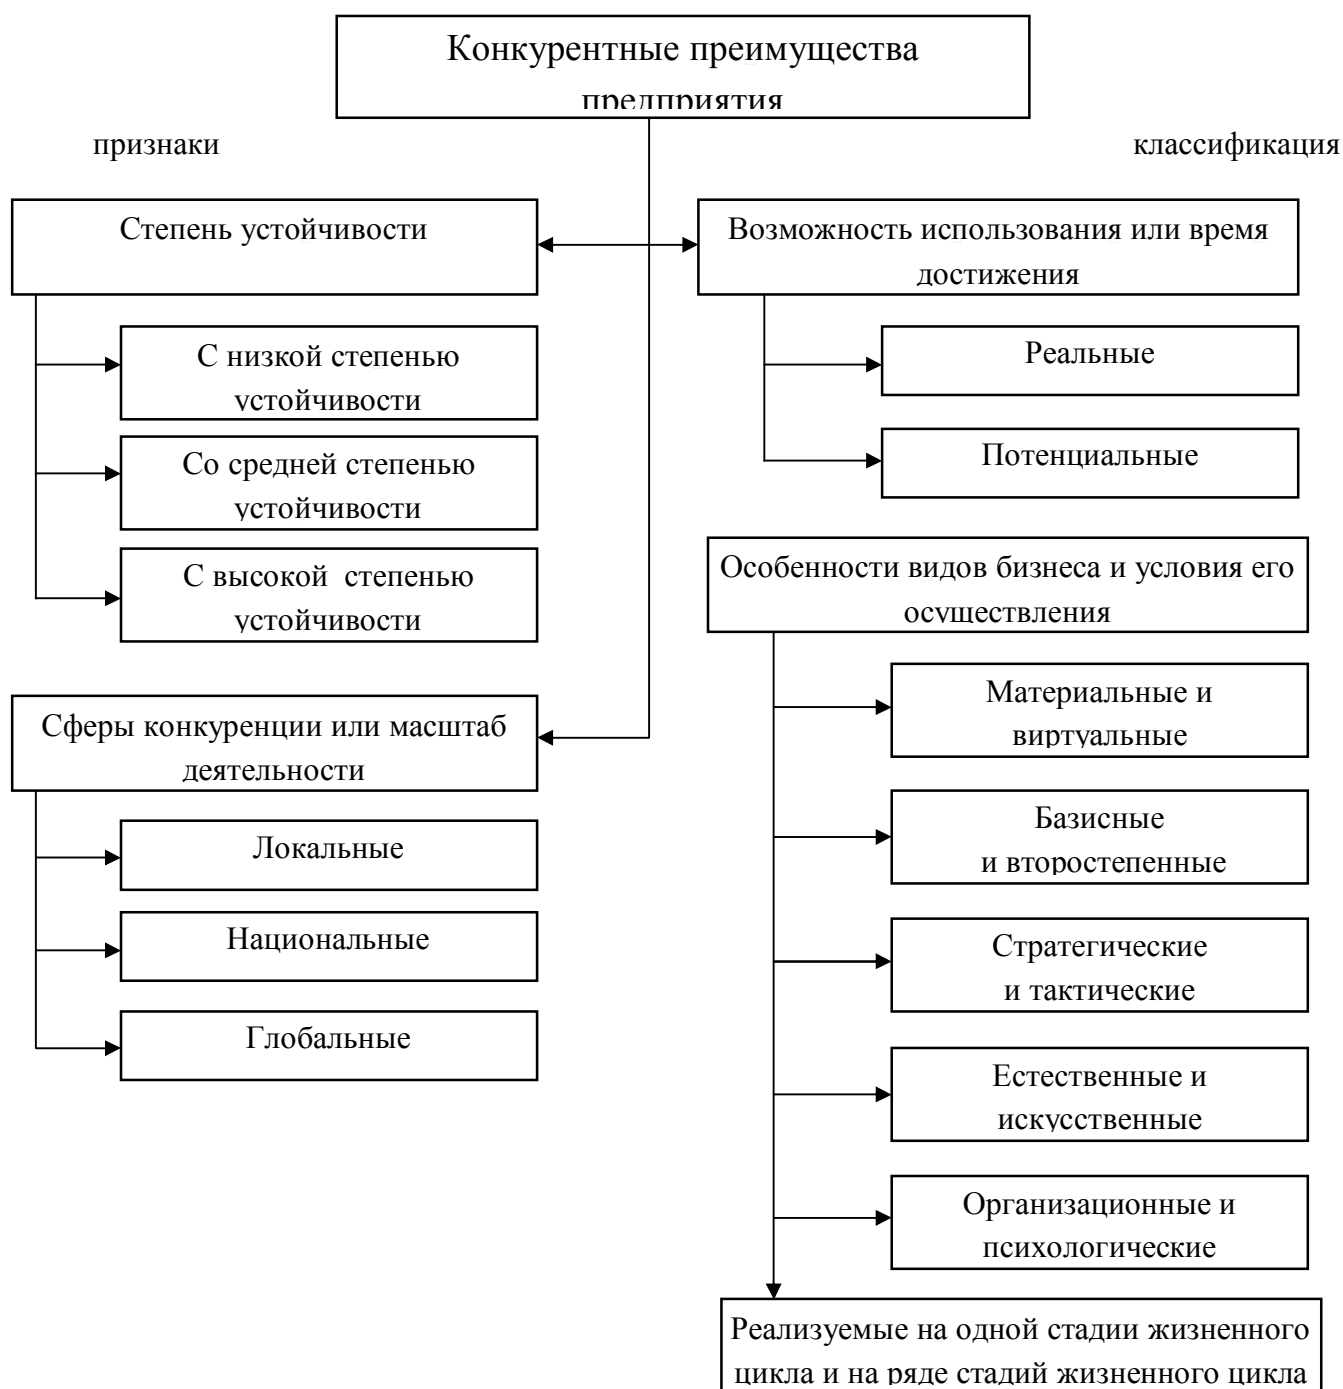 Конкурентные преимущества
предприятия
признаки
классификация
Степень устойчивости
С низкой степенью
устойчивости
Со средней степенью
устойчивости
С высокой степенью
устойчивости
Сферы конкуренции или масштаб
деятельности
Локальные
Национальные
Глобальные
Возможность использования или время
достижения
Реальные
Потенциальные
Особенности видов бизнеса и условия его
осуществления
Материальные и
виртуальные
Базисные
и второстепенные
Стратегические
и тактические
Естественные и
искусственные
Организационные и
психологические
Реализуемые на одной стадии жизненного
цикла и на ряде стадий жизненного цикла